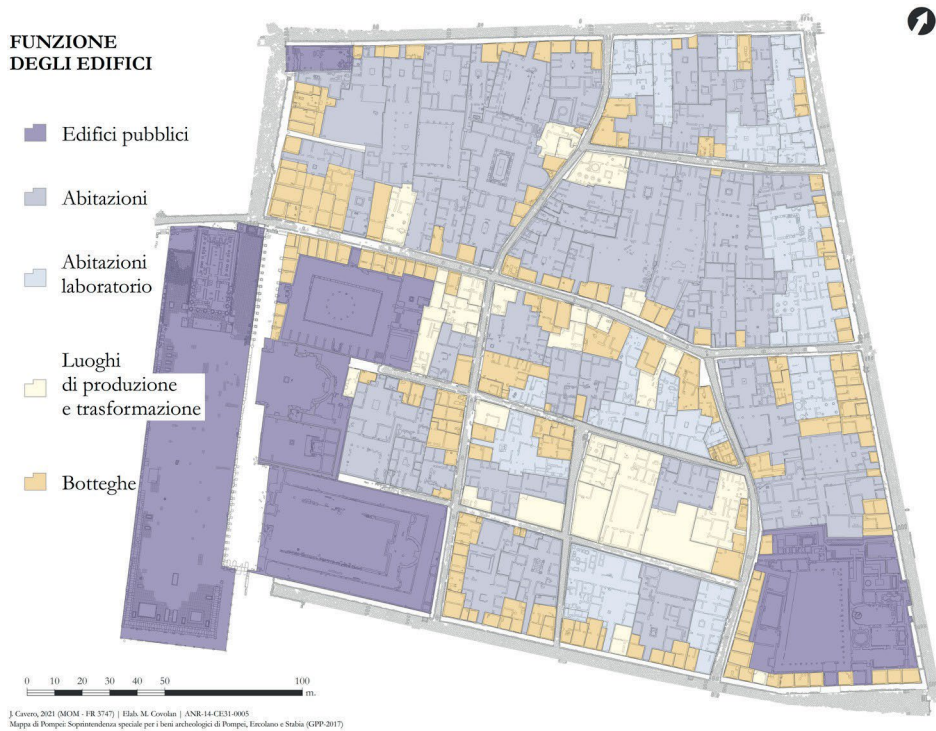 FUNZIONE
DEGLI EDIFICI
Edifici pubblici
Abitazioni
Abitazioni
laboratorio
Luoghi
di produzione
e trasformazione
Botteghe
0 10 20 30 40 50 100
m.
J. Cavero, 2021 (MOM - FR 3747) | Elab. M. Covolan | ANR-14-CE31-0005
Mappa di Pompei: Soprintendenza speciale per i beni archeologici di Pompei, Ercolano e Stabia (GPP-2017)